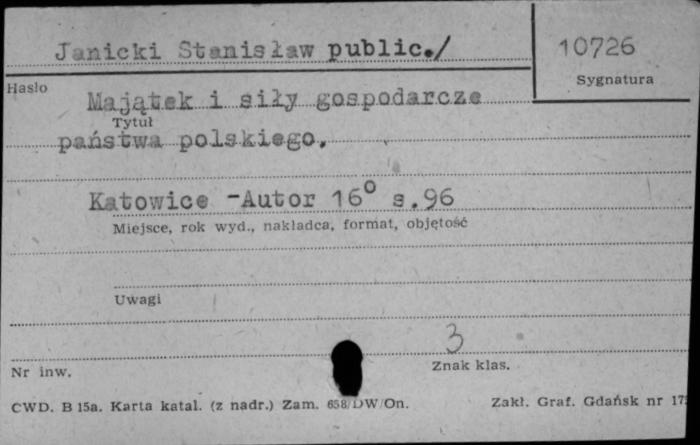 Janicki Stanisław public./
10726
Sygnatura
Hasło
Majątek i siły gospodarcze
Tytuł
państwa polskiego.
Katowice -Autor 16° s.96
Miejsce, rok wyd., nakładca, format, objętość
Uwagi
3
Nr inw.
Znak klas.
CWD. B 15a. Karta katal. (z nadr.) Zam. 658/DW/On.
Zakł. Graf. Gdańsk nr